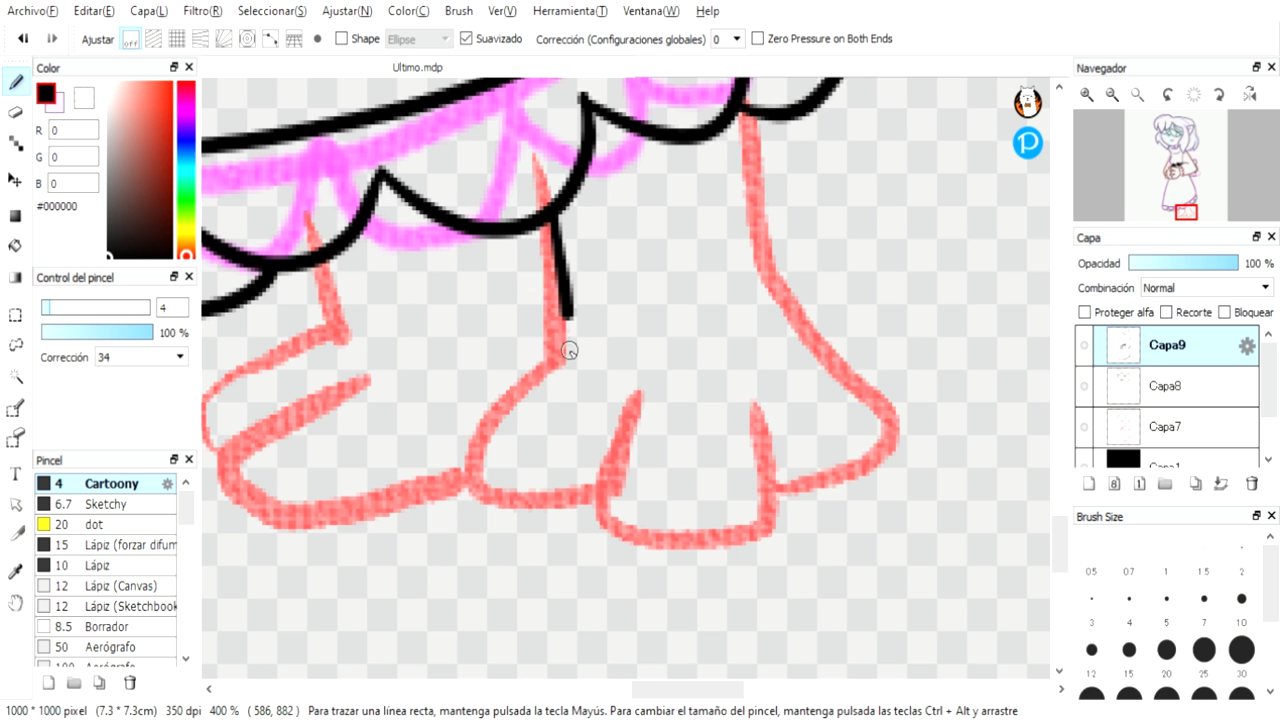 Archivo(F) Editar(E) Capa(L) Filtro(R) Seleccionar(S) Ajustar(N) Color(C) Brush Ver(V) Herramienta(T) Ventana(W) Help
Ajustar off Shape Ellipse Suavizado Corrección (Configuraciones globales) 0 Zero Pressure on Both Ends
Color
Ultimo.mdp
R 0
G 0
B 0
#000000
Control del pincel
4
100 %
Corrección 34
Pincel
4 Cartoony
6.7 Sketchy
20 dot
15 Lápiz (forzar difum
10 Lápiz
12 Lápiz (Canvas)
12 Lápiz (Sketchbook
8.5 Borrador
50 Aerógrafo
100 Aerógrafo
Navegador
Capa
Opacidad 100 %
Combinación Normal
Proteger alfa Recorte Bloquear
Capa9
Capa8
Capa7
Capa1
8 1
Brush Size
0.5 0.7 1 1.5 2
3 4 5 7 10
12 15 20 25 30
1000 * 1000 pixel (7.3 * 7.3cm) 350 dpi 400 % ( 586, 882 ) Para trazar una línea recta, mantenga pulsada la tecla Mayús. Para cambiar el tamaño del pincel, mantenga pulsadas las teclas Ctrl + Alt y arrastre